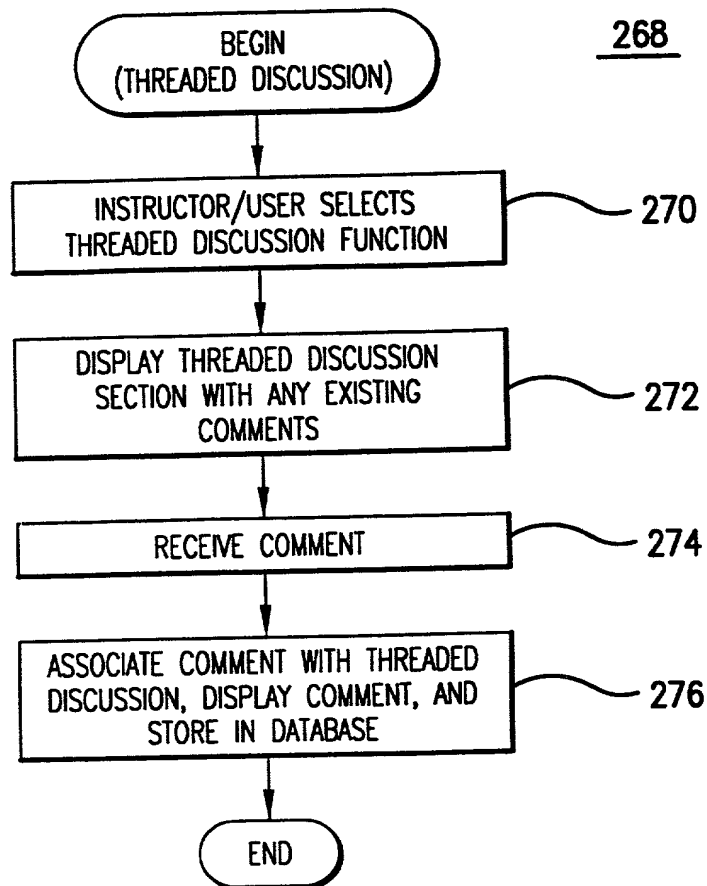 BEGIN
(THREADED DISCUSSION)
268
INSTRUCTOR/USER SELECTS
THREADED DISCUSSION FUNCTION
270
DISPLAY THREADED DISCUSSION
SECTION WITH ANY EXISTING
COMMENTS
272
RECEIVE COMMENT
274
ASSOCIATE COMMENT WITH THREADED
DISCUSSION, DISPLAY COMMENT, AND
STORE IN DATABASE
276
END